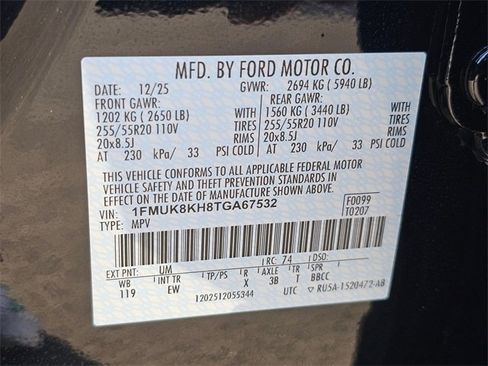 MFD. BY FORD MOTOR CO.
DATE: 12/25 GVWR: 2694 KG (5940 LB)
FRONT GAWR: REAR GAWR:
1202 KG (2650 LB) 1560 KG (3440 LB)
255/55R20 110V TIRES 255/55R20 110V TIRES
20x8.5J RIMS 20x8.5J RIMS
AT 230 kPa/ 33 PSI COLD AT 230 kPa/ 33 PSI COLD
THIS VEHICLE CONFORMS TO ALL APPLICABLE FEDERAL MOTOR
VEHICLE SAFETY AND THEFT PREVENTION STANDARDS IN
EFFECT ON THE DATE OF MANUFACTURE SHOWN ABOVE.
VIN: 1FMUK8KH8TGA67532 F0099
TYPE: MPV T0207
EXT PNT: UM RC: 74 DSO:
WB INT TR TP/PS R AXLE TR SPR
119 EW X 3B T BBCC
1202512055344 UTC ▽ RU5A-1520472-AB